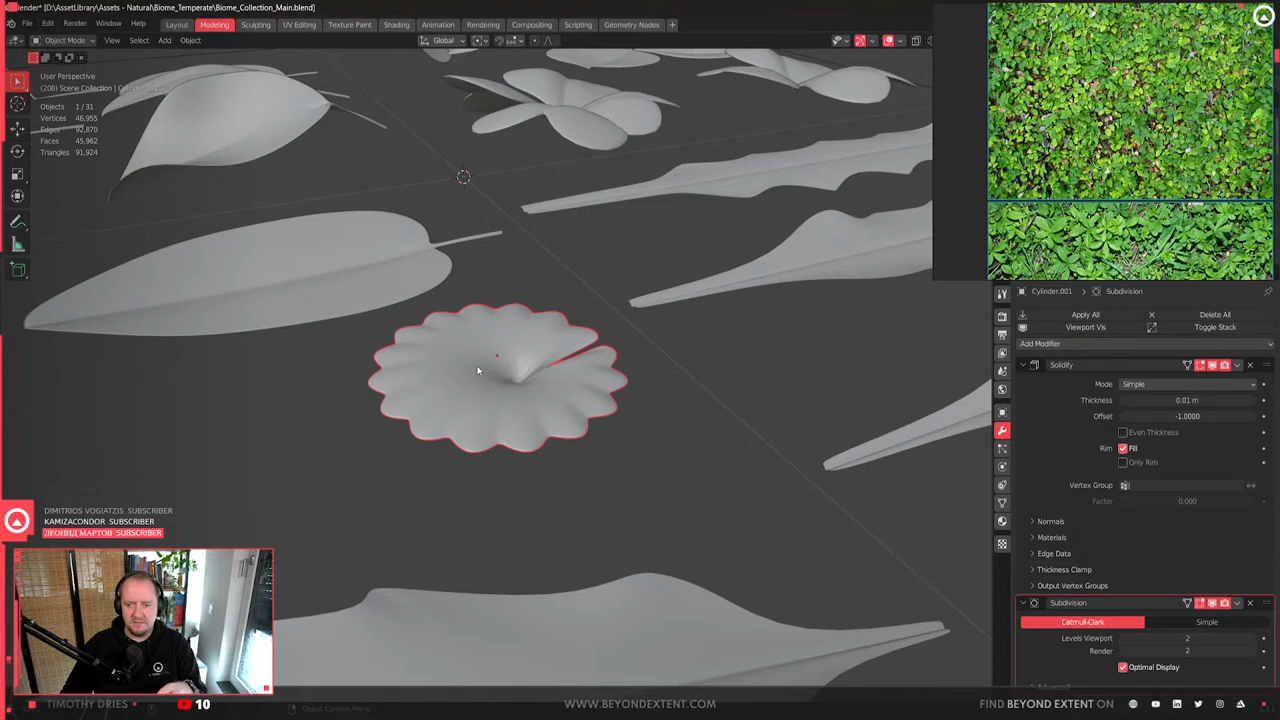 Blender* [D:\AssetLibrary\Assets - Natural\Biome_Temperate\Biome_Collection_Main.blend]
File Edit Render Window Help Layout Modeling Sculpting UV Editing Texture Paint Shading Animation Rendering Compositing Scripting Geometry Nodes +
Object Mode View Select Add Object Global
User Perspective
(208) Scene Collection | Cylinder.001
Objects 1 / 31
Vertices 46,955
Edges 92,870
Faces 45,962
Triangles 91,924
Cylinder.001 > Subdivision
Apply All Delete All
Viewport Vis Toggle Stack
Add Modifier
Solidify
Mode Simple
Thickness 0.01 m
Offset -1.0000
Even Thickness
Rim Fill
Only Rim
Vertex Group
Factor 0.000
Normals
Materials
Edge Data
Thickness Clamp
Output Vertex Groups
Subdivision
Catmull-Clark Simple
Levels Viewport 2
Render 2
Optimal Display
Advanced
DIMITRIOS VOGIATZIS SUBSCRIBER
KAMIZACONDOR SUBSCRIBER
ЛЕОНИД МАРТОВ SUBSCRIBER
Object Context Menu
TIMOTHY DRIES 10 WWW.BEYONDEXTENT.COM FIND BEYOND EXTENT ON